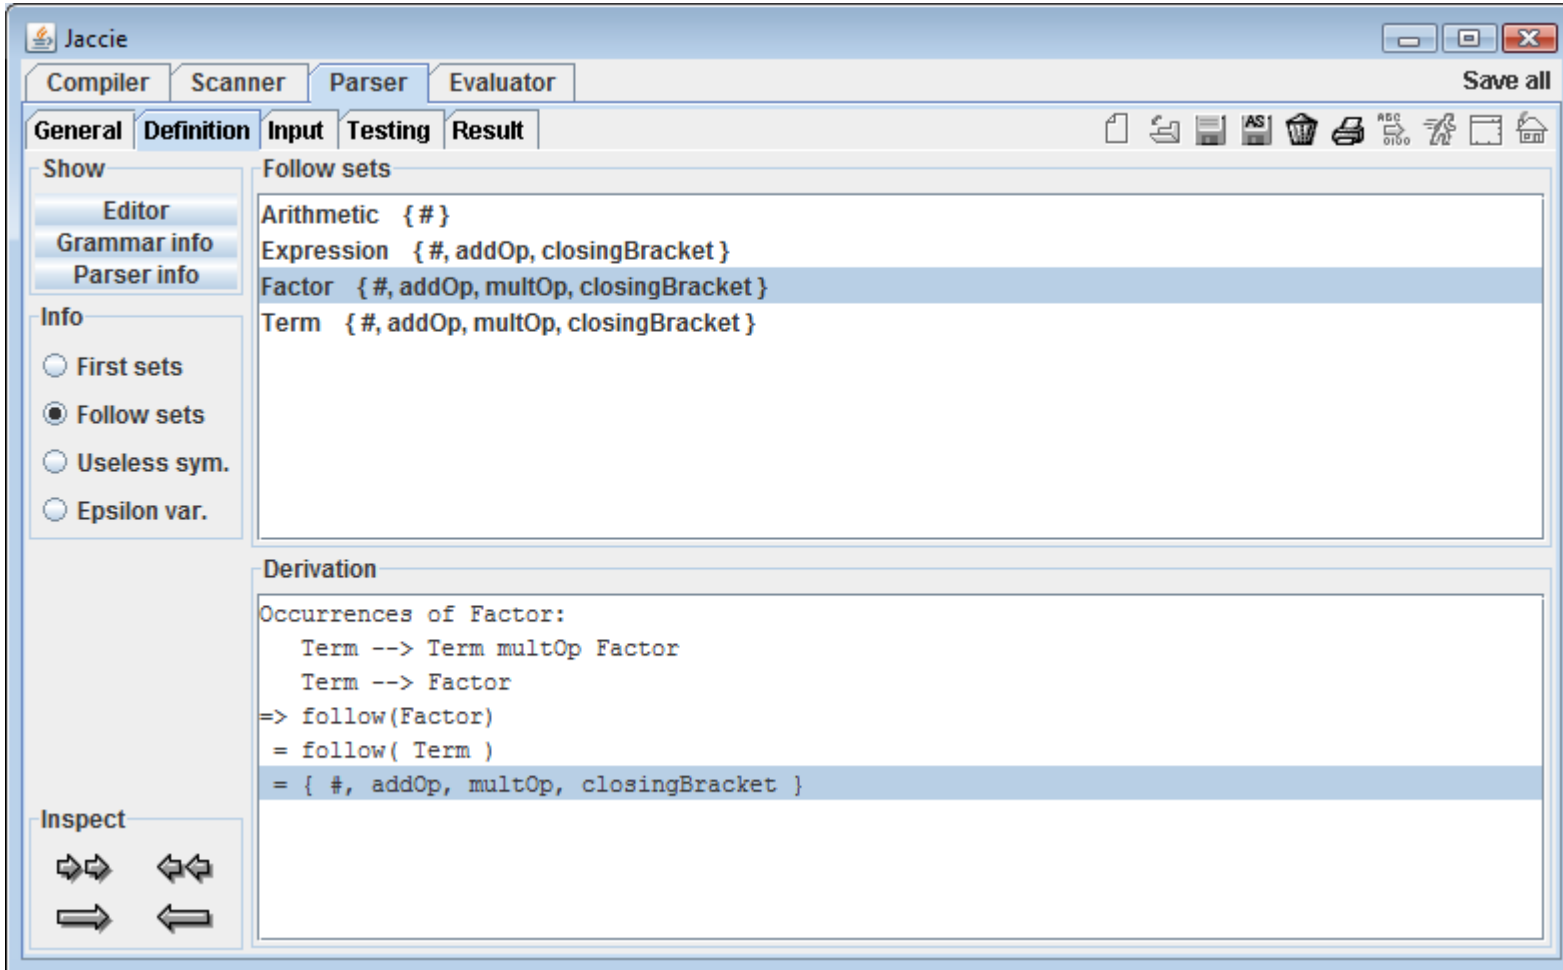 Jaccie
Compiler Scanner Parser Evaluator Save all
General Definition Input Testing Result AS ABC 0100
Show
Editor
Grammar info
Parser info
Info
First sets
Follow sets
Useless sym.
Epsilon var.
Inspect
Follow sets
Arithmetic { # }
Expression { #, addOp, closingBracket }
Factor { #, addOp, multOp, closingBracket }
Term { #, addOp, multOp, closingBracket }
Derivation
Occurrences of Factor:
Term --> Term multOp Factor
Term --> Factor
=> follow(Factor)
= follow( Term )
= { #, addOp, multOp, closingBracket }